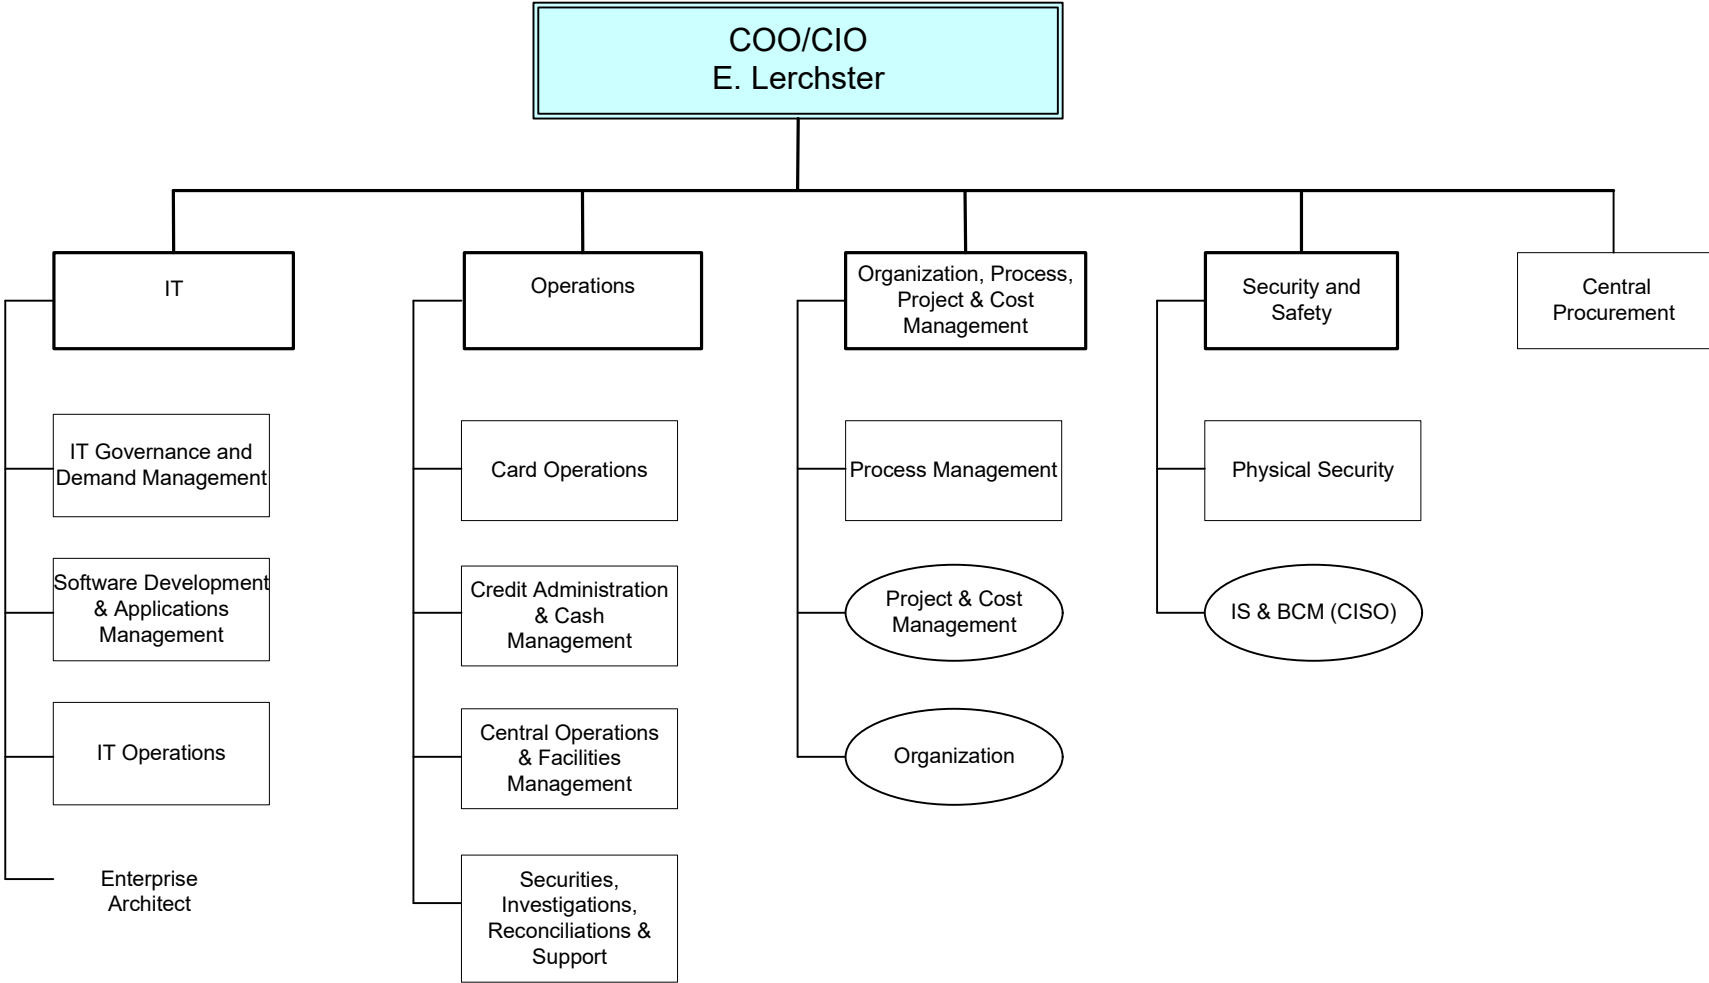 COO/CIO
E. Lerchster
IT
Operations
Organization, Process,
Project & Cost
Management
Security and
Safety
Central
Procurement
IT Governance and
Demand Management
Card Operations
Process Management
Physical Security
Software Development
& Applications
Management
Credit Administration
& Cash
Management
Project & Cost
Management
IS & BCM (CISO)
IT Operations
Central Operations
& Facilities
Management
Organization
Enterprise
Architect
Securities,
Investigations,
Reconciliations &
Support